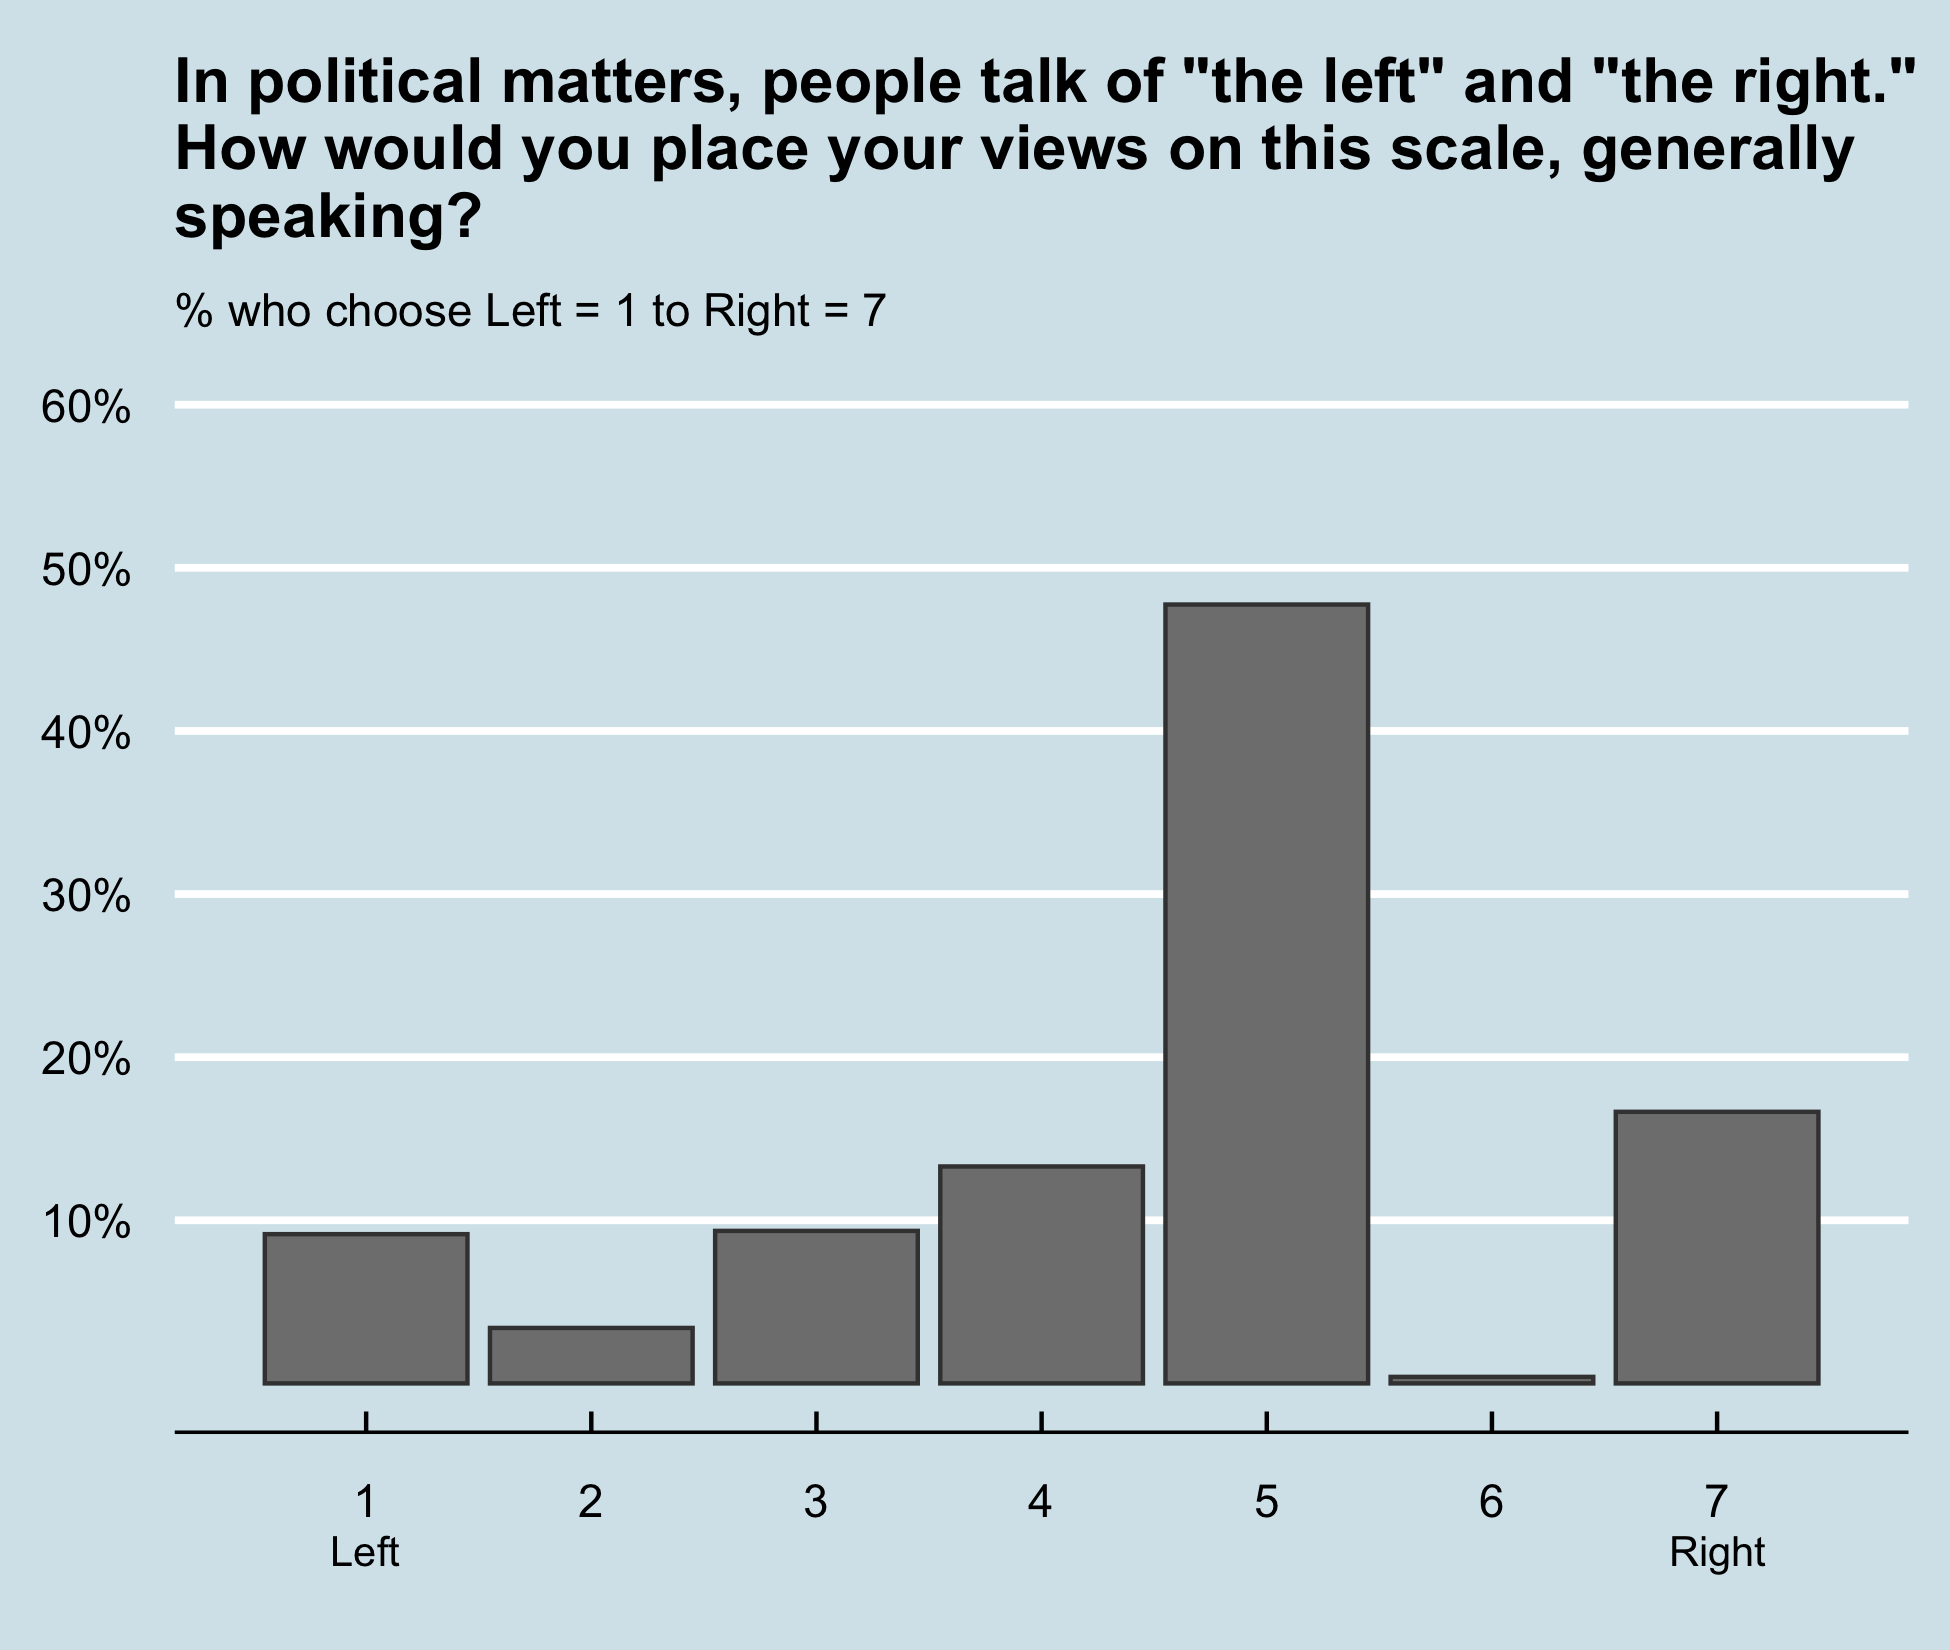 In political matters, people talk of "the left" and "the right."
How would you place your views on this scale, generally
speaking?
% who choose Left = 1 to Right = 7
60%
50%
40%
30%
20%
10%
1 2 3 4 5 6 7
Left Right